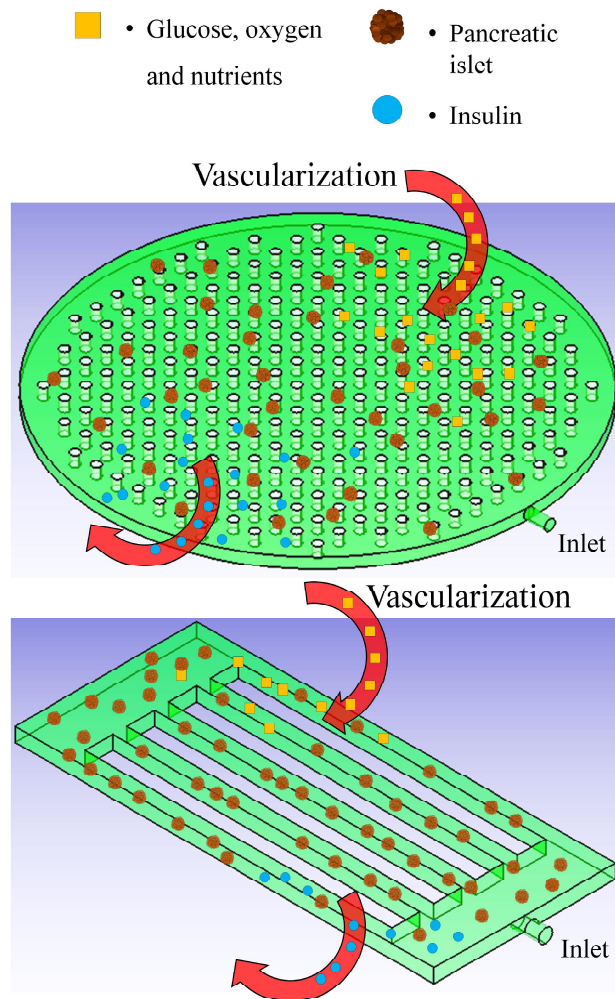 • Glucose, oxygen
and nutrients
• Pancreatic
islet
• Insulin
Vascularization
Inlet
Vascularization
Inlet